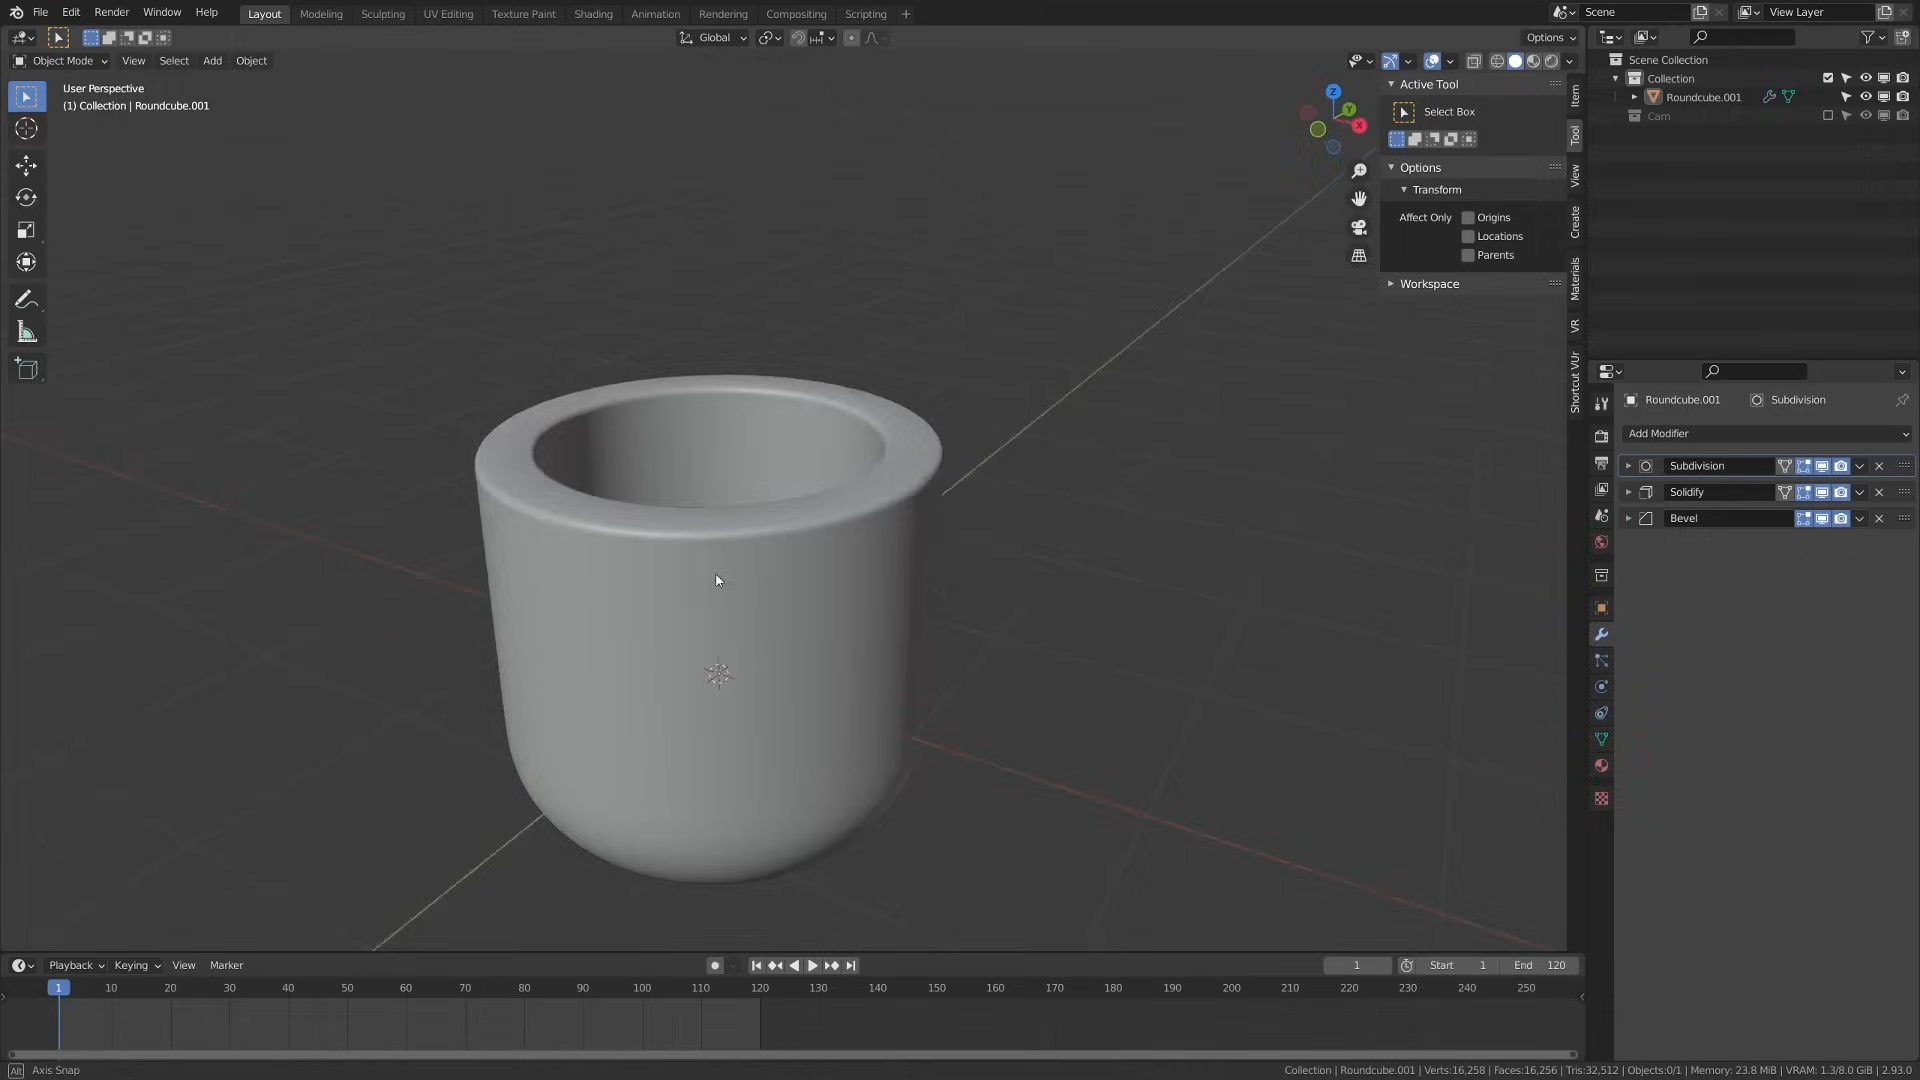 File Edit Render Window Help Layout Modeling Sculpting UV Editing Texture Paint Shading Animation Rendering Compositing Scripting + Scene View Layer
Global Options
Object Mode View Select Add Object
User Perspective
(1) Collection | Roundcube.001
Z
Y
X
Active Tool
Select Box
Options
Transform
Affect Only Origins
Locations
Parents
Workspace
Item
Tool
View
Create
Materials
VR
Shortcut VUr
Scene Collection
Collection
Roundcube.001
Cam
Roundcube.001 Subdivision
Add Modifier
Subdivision
Solidify
Bevel
Playback Keying View Marker 1 Start 1 End 120
1 10 20 30 40 50 60 70 80 90 100 110 120 130 140 150 160 170 180 190 200 210 220 230 240 250
Alt Axis Snap Collection | Roundcube.001 | Verts:16,258 | Faces:16,256 | Tris:32,512 | Objects:0/1 | Memory: 23.8 MiB | VRAM: 1.3/8.0 GiB | 2.93.0